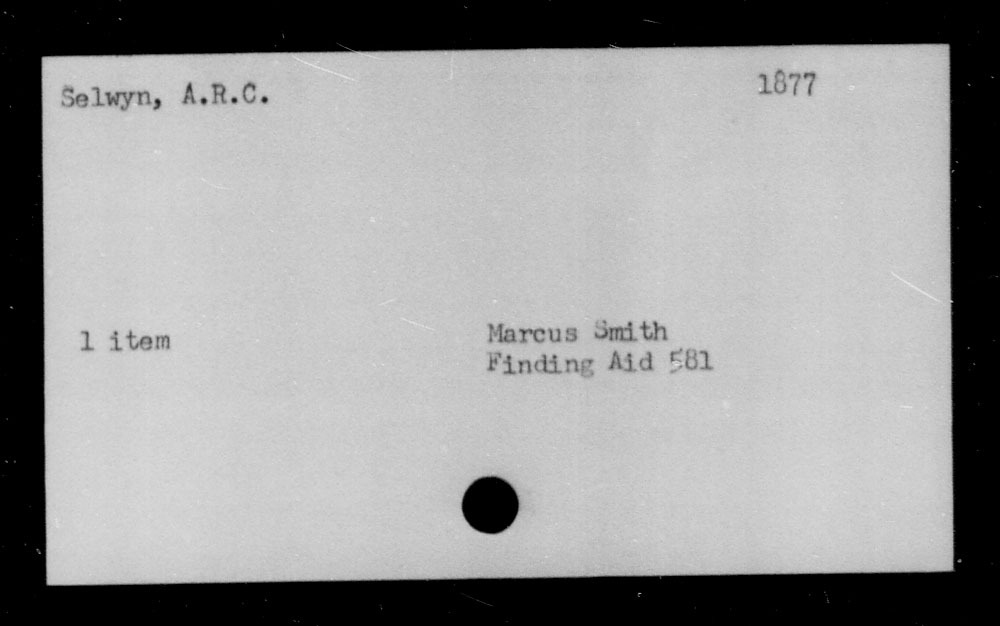 Selwyn, A.R.C.
1877
1 item
Marcus Smith
Finding Aid 581